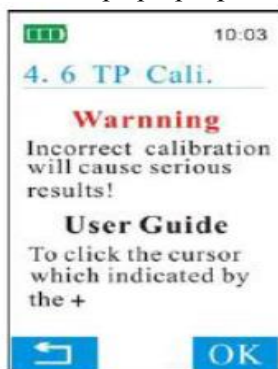 10:03
4. 6 TP Cali.
Warnning
Incorrect calibration
will cause serious
results!
User Guide
To click the cursor
which indicated by
the +
OK